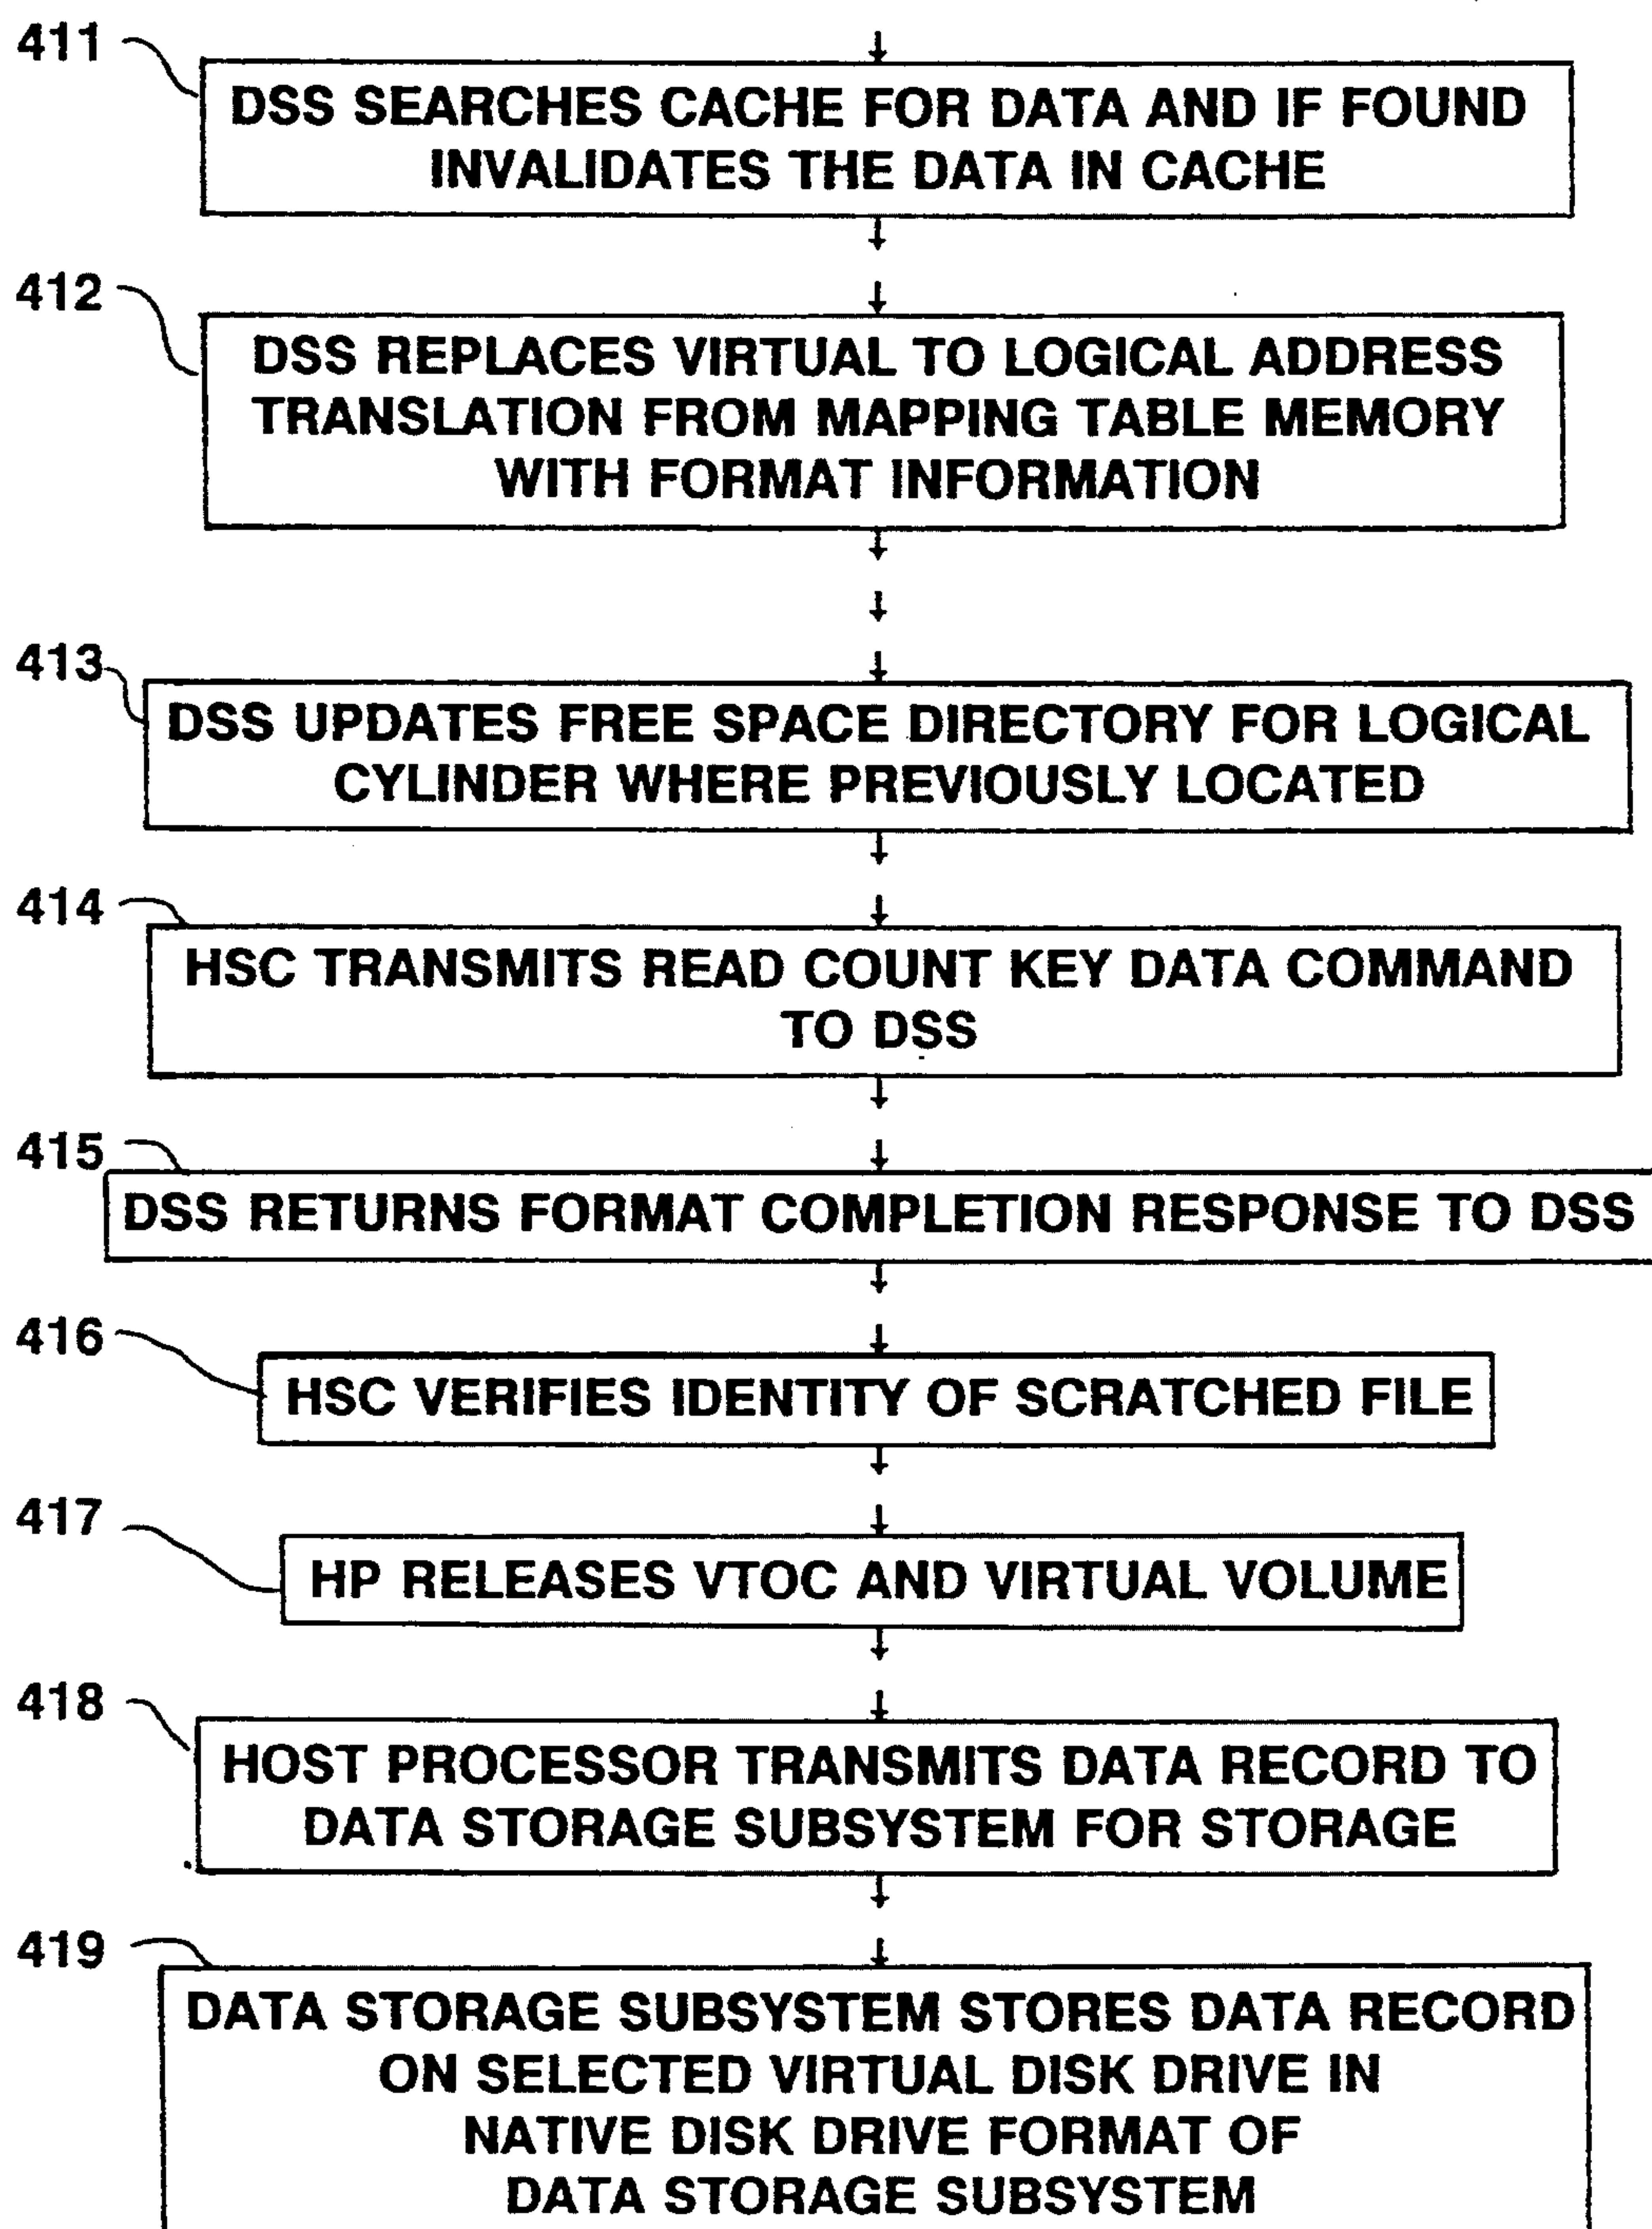 411
DSS SEARCHES CACHE FOR DATA AND IF FOUND
INVALIDATES THE DATA IN CACHE
412
DSS REPLACES VIRTUAL TO LOGICAL ADDRESS
TRANSLATION FROM MAPPING TABLE MEMORY
WITH FORMAT INFORMATION
413
DSS UPDATES FREE SPACE DIRECTORY FOR LOGICAL
CYLINDER WHERE PREVIOUSLY LOCATED
414
HSC TRANSMITS READ COUNT KEY DATA COMMAND
TO DSS
415
DSS RETURNS FORMAT COMPLETION RESPONSE TO DSS
416
HSC VERIFIES IDENTITY OF SCRATCHED FILE
417
HP RELEASES VTOC AND VIRTUAL VOLUME
418
HOST PROCESSOR TRANSMITS DATA RECORD TO
DATA STORAGE SUBSYSTEM FOR STORAGE
419
DATA STORAGE SUBSYSTEM STORES DATA RECORD
ON SELECTED VIRTUAL DISK DRIVE IN
NATIVE DISK DRIVE FORMAT OF
DATA STORAGE SUBSYSTEM